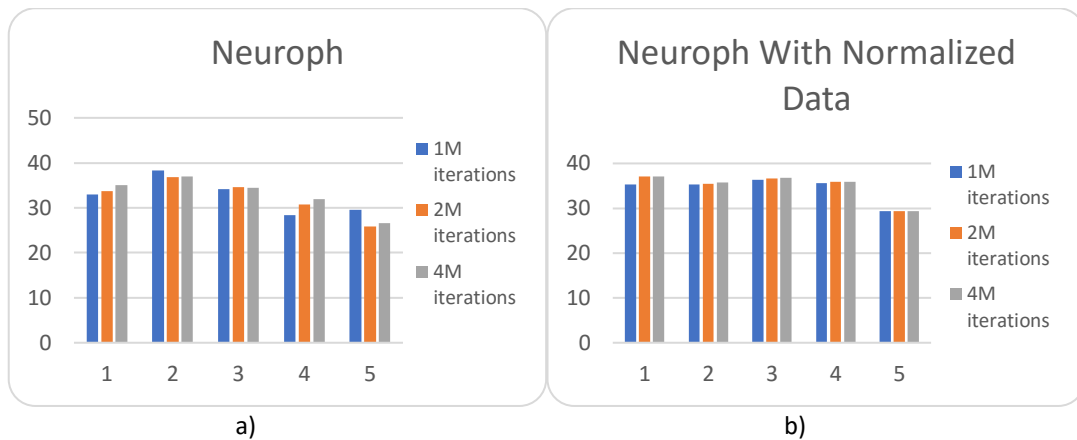 Neuroph
50
40
30
20
10
0
1 2 3 4 5
1M
iterions
2M
iterations
4M
iterations
a)
Neuroph With Normalized
Data
40
30
20
10
0
1 2 3 4 5
1M
iterations
2M
iterations
4M
iterations
b)